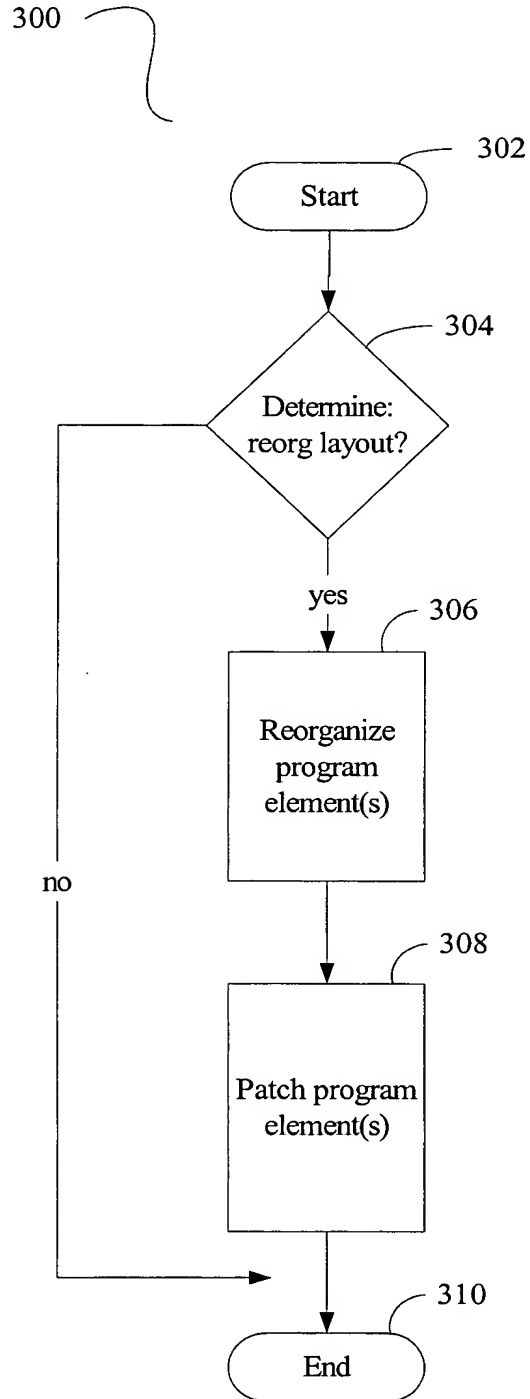 300
302
Start
304
Determine:
reorg layout?
yes
306
Reorganize
program
element(s)
no
308
Patch program
element(s)
310
End